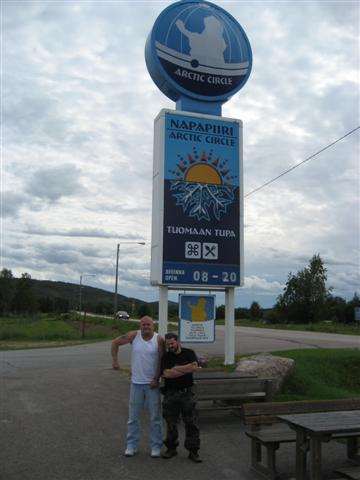 ARCTIC CIRCLE
NAPAPIIRI
ARCTIC CIRCLE
TUOMAAN TUPA
AVOINNA
OPEN
08 - 20